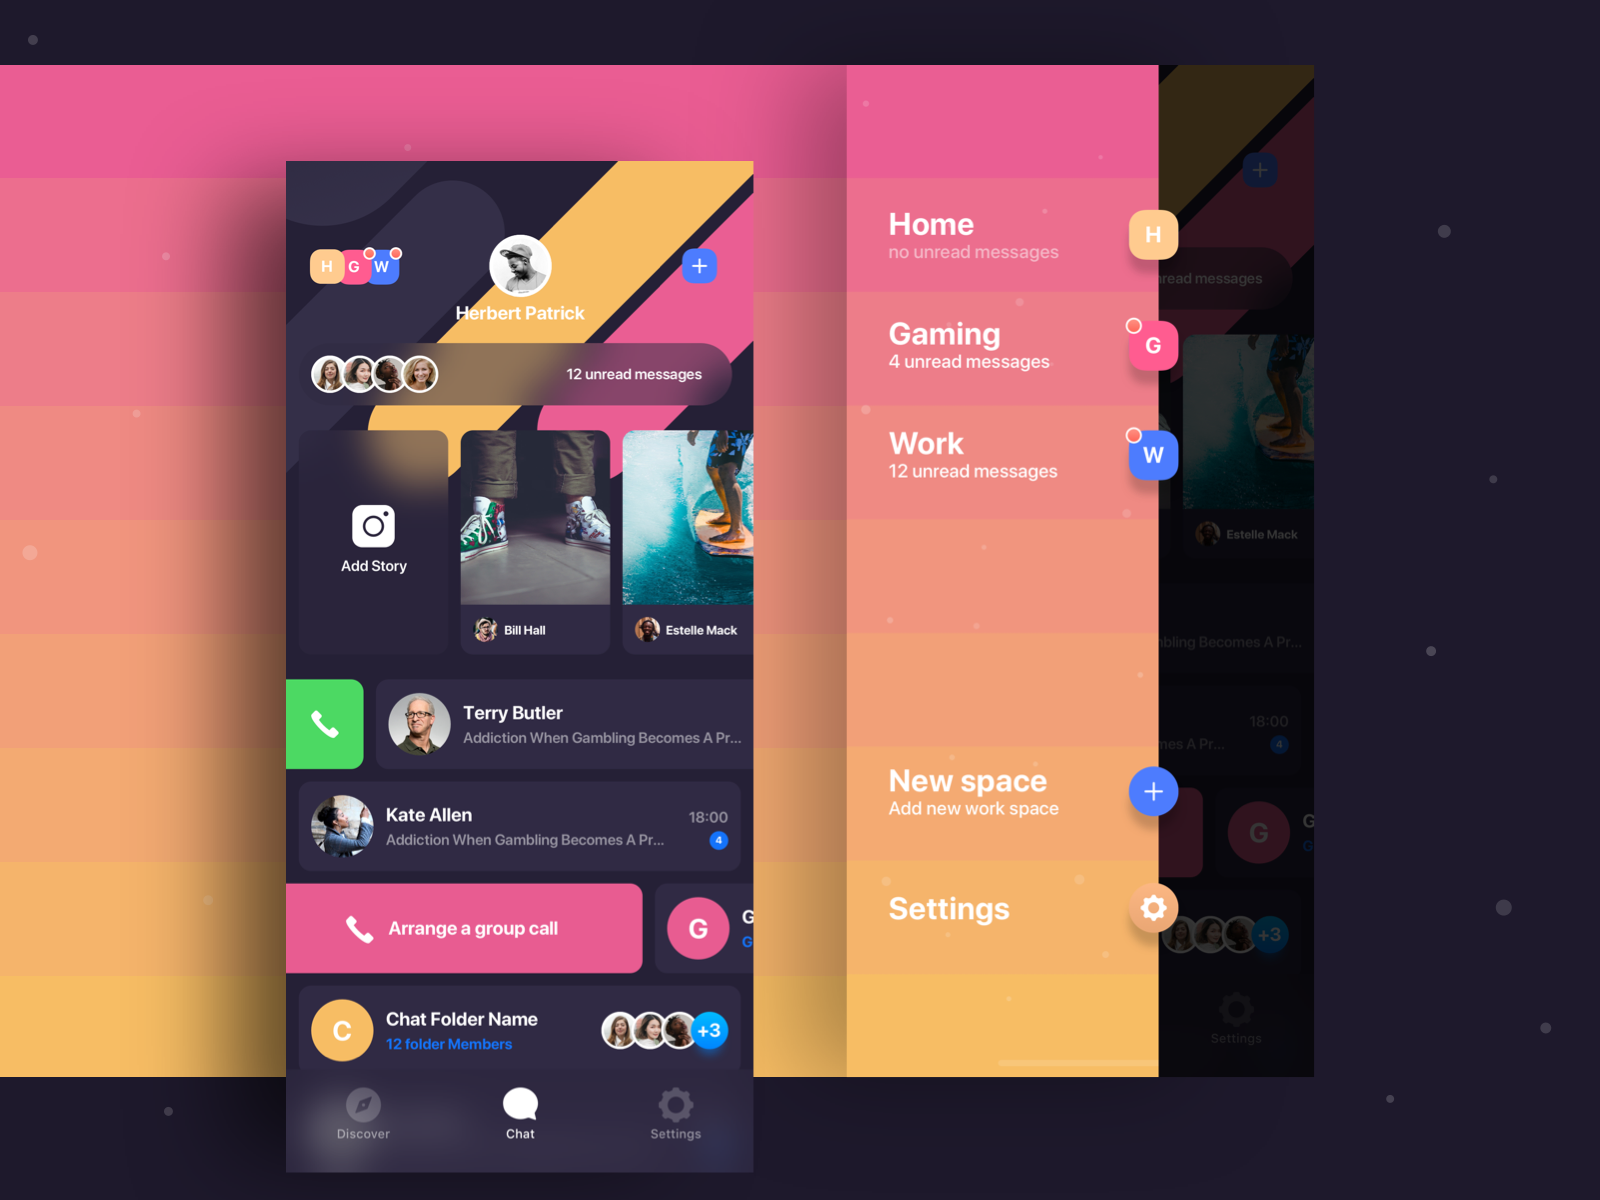 H G W
Herbert Patrick
12 unread messages
Add Story
Bill Hall
Estelle Mack
Terry Butler
Addiction When Gambling Becomes A Pr...
Kate Allen
18:00
Addiction When Gambling Becomes A Pr...
4
Arrange a group call
G
G
G
Chat Folder Name
C
12 folder Members
+3
Discover
Chat
Settings
Home
no unread messages
H
Gaming
4 unread messages
G
Work
12 unread messages
W
New space
Add new work space
Settings
read messages
Estelle Mack
bling Becomes A Pr...
18:00
mes A Pr...
4
G
G
G
+3
Settings